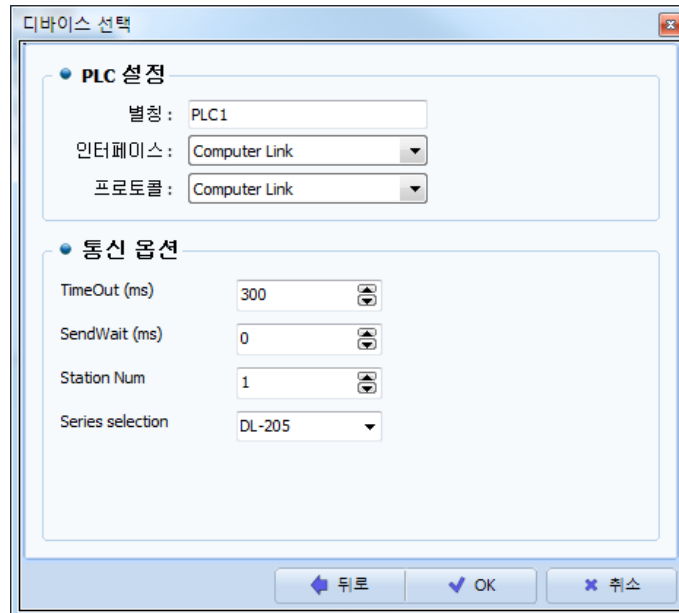 디바이스 선택
PLC 설정
별칭 : PLC1
인터페이스 : Computer Link
프로토콜 : Computer Link
통신 옵션
TimeOut (ms) 300
SendWait (ms) 0
Station Num 1
Series selection DL-205
뒤로 OK 취소